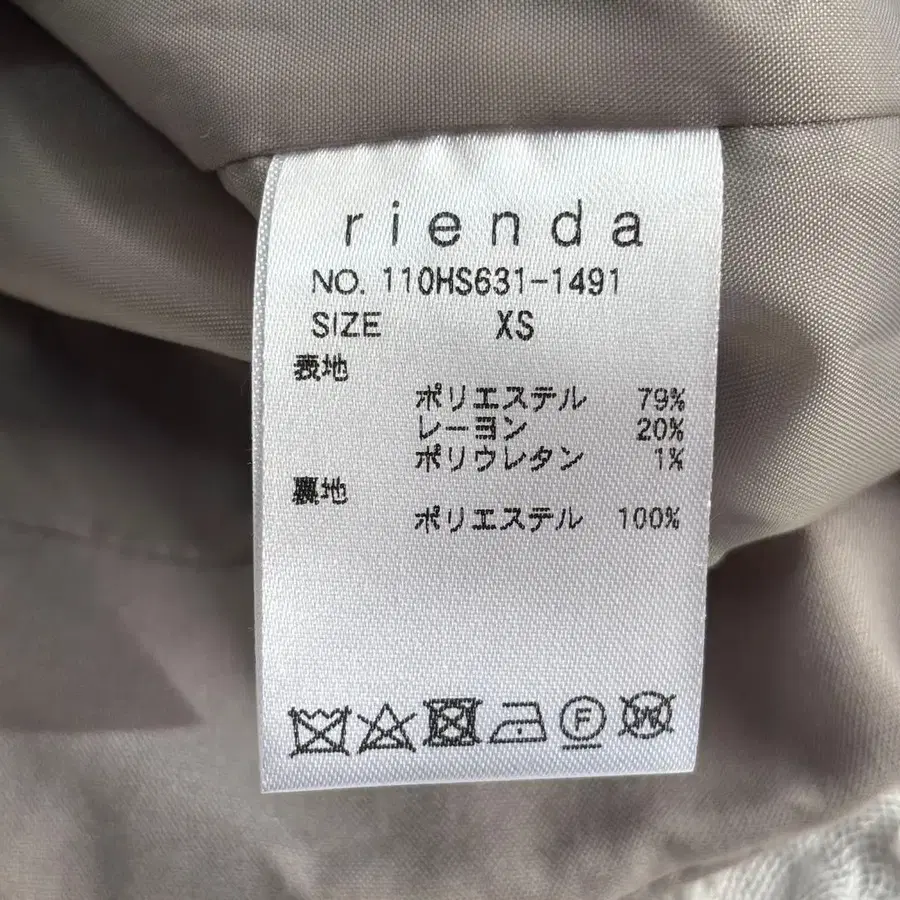 rienda
NO. 110HS631-1491
SIZE XS
表地
ポリエステル 79%
レーヨン 20%
ポリウレタン 1%
裏地
ポリエステル 100%
F W